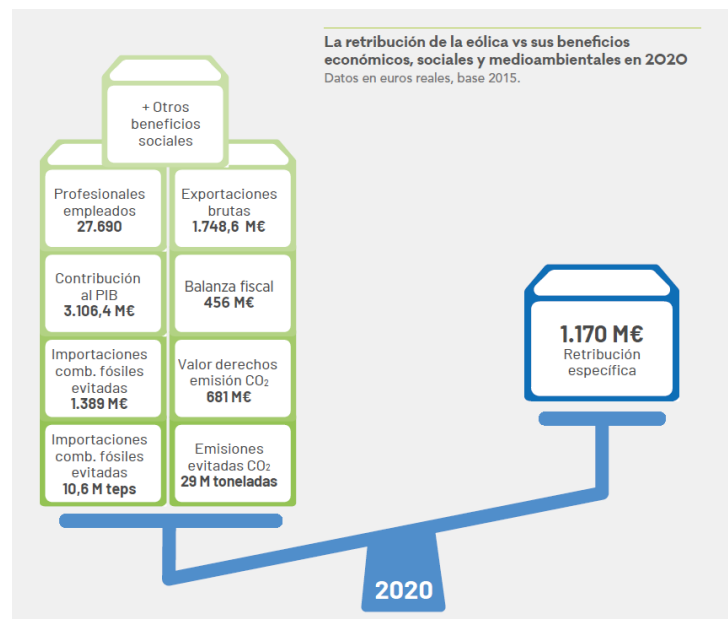 La retribución de la eólica vs sus beneficios
económicos, sociales y medioambientales en 2020
Datos en euros reales, base 2015.
+ Otros
beneficios
sociales
Profesionales
empleados
27.690
Exportaciones
brutas
1.748,6 M€
Contribución
al PIB
3.106,4 M€
Balanza fiscal
456 M€
Importaciones
comb. fósiles
evitadas
1.389 M€
Valor derechos
emisión CO₂
681 M€
Importaciones
comb. fósiles
evitadas
10,6 M teps
Emisiones
evitadas CO₂
29 M toneladas
1.170 M€
Retribución
específica
2020